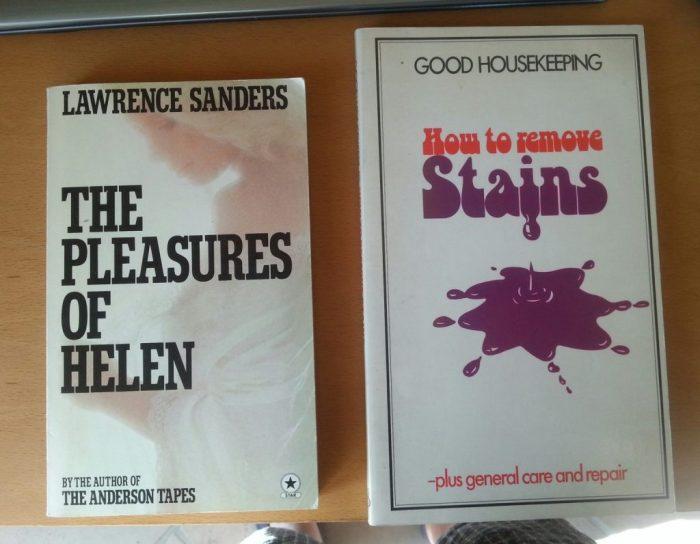 LAWRENCE SANDERS
THE
PLEASURES
OF
HELEN
BY THE AUTHOR OF
THE ANDERSON TAPES
STAR
GOOD HOUSEKEEPING
How to remove
Stains
–plus general care and repair